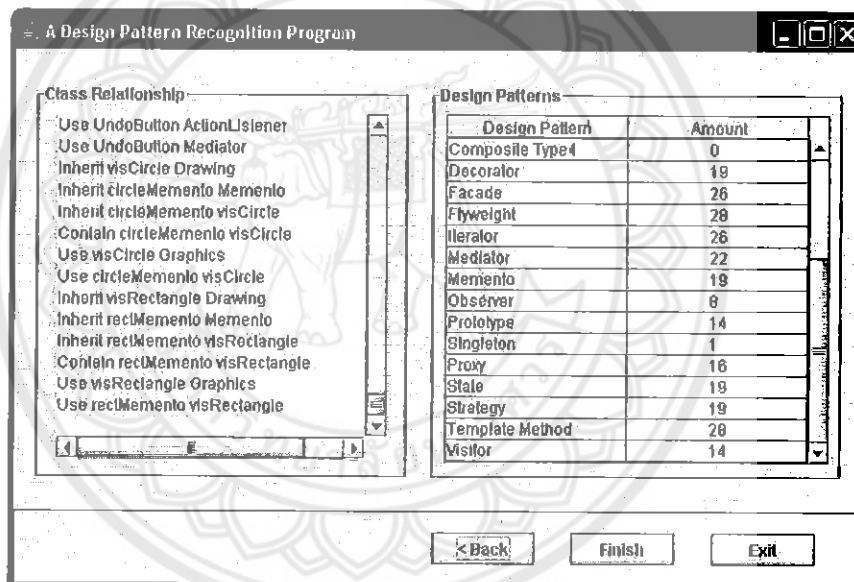 A Design Pattern Recognition Program
Class Relationship
Use UndoButton ActionListener
Use UndoButton Mediator
Inherit visCircle Drawing
Inherit circleMemento Memento
Inherit circleMemento visCircle
Contain circleMemento visCircle
Use visCircle Graphics
Use circleMemento visCircle
Inherit visRectangle Drawing
Inherit rectMemento Memento
Inherit rectMemento visRectangle
Contain rectMemento visRectangle
Use visRectangle Graphics
Use rectMemento visRectangle
Design Patterns
Design Pattern Amount
Composite Type4 0
Decorator 19
Facade 26
Flyweight 28
Iterator 26
Mediator 22
Memento 19
Observer 8
Prototype 14
Singleton 1
Proxy 16
State 19
Strategy 19
Template Method 28
Visitor 14
< Back Finish Exit